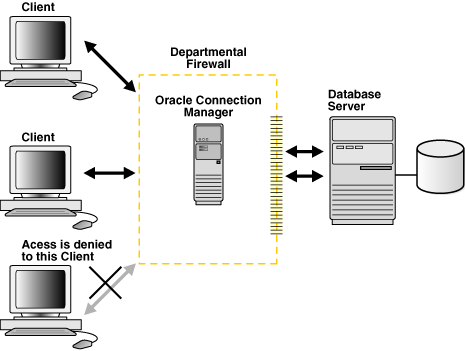 Client
Departmental
Firewall
Oracle Connection
Manager
Database
Server
Client
Acess is denied
to this Client